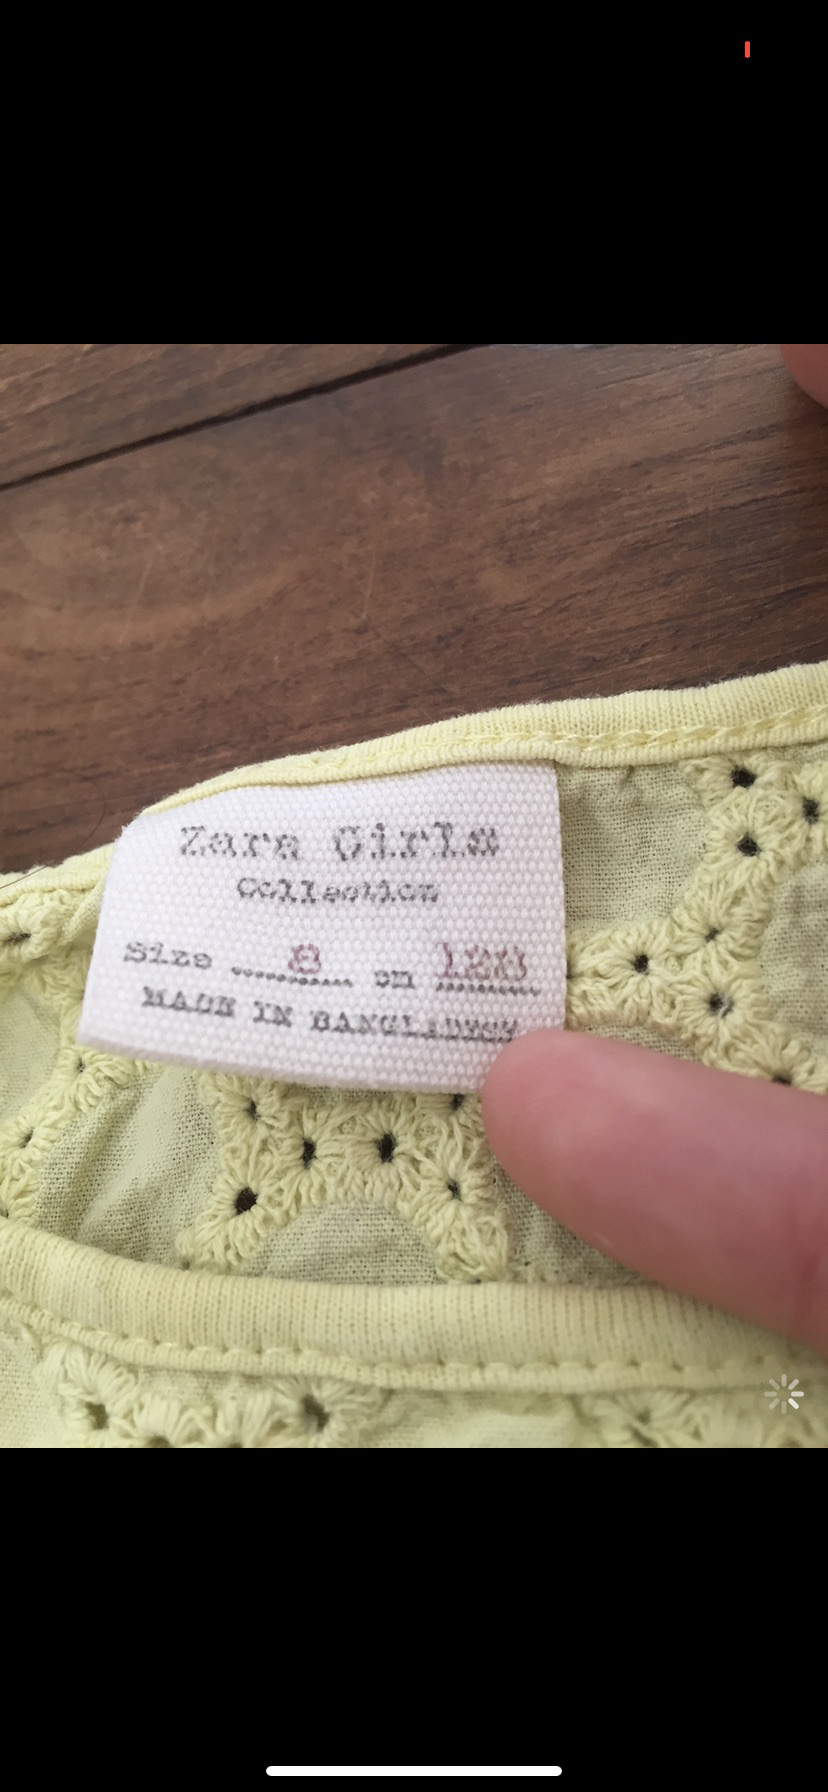 Zara Girls
Collection
Size 8 cm 128
MADE IN BANGLADESH